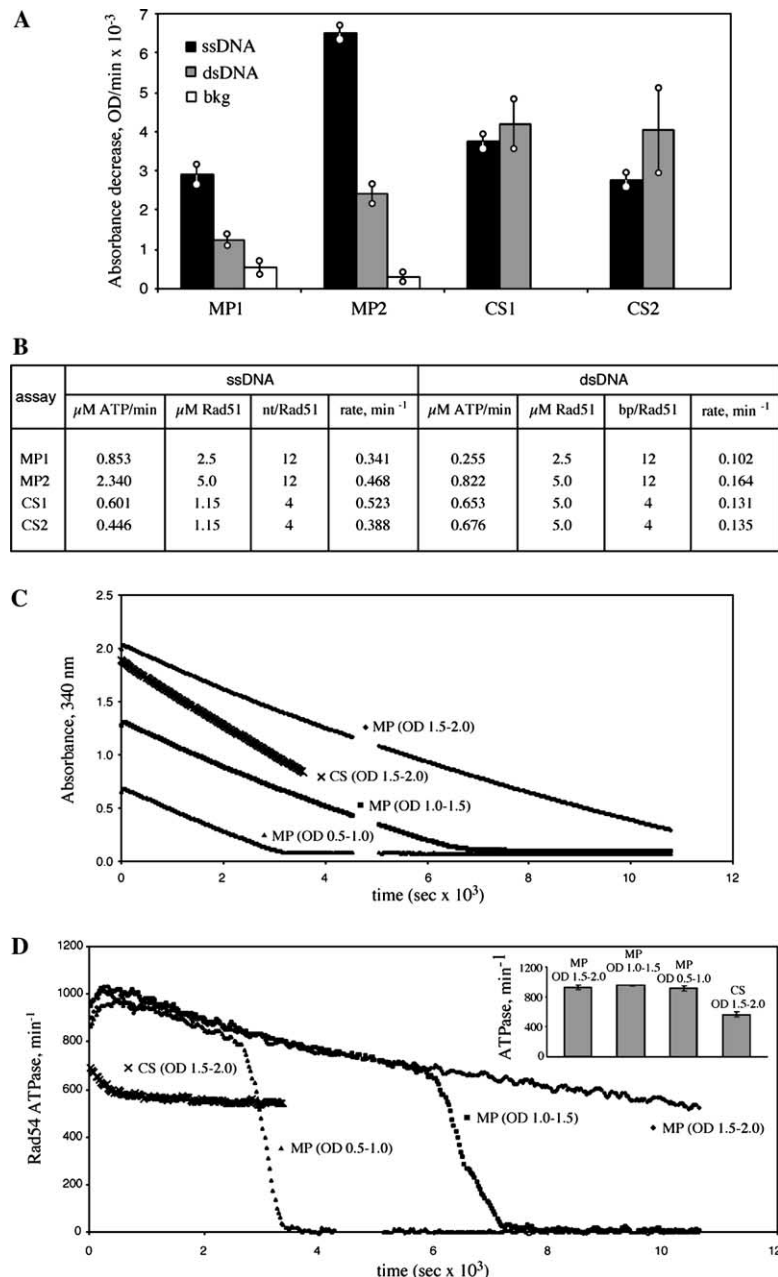 A
Absorbance decrease, OD/min x 10-3
7
6
5
4
3
2
1
0
ssDNA
dsDNA
bkg
MP1 MP2 CS1 CS2
B
assay ssDNA dsDNA
µM ATP/min µM Rad51 nt/Rad51 rate, min -1 µM ATP/min µM Rad51 bp/Rad51 rate, min -1
MP1 0.853 2.5 12 0.341 0.255 2.5 12 0.102
MP2 2.340 5.0 12 0.468 0.822 5.0 12 0.164
CS1 0.601 1.15 4 0.523 0.653 5.0 4 0.131
CS2 0.446 1.15 4 0.388 0.676 5.0 4 0.135
C
Absorbance, 340 nm
2.5
2.0
1.5
1.0
0.5
0.0
MP (OD 1.5-2.0)
CS (OD 1.5-2.0)
MP (OD 1.0-1.5)
MP (OD 0.5-1.0)
0 2 4 6 8 10 12
time (sec x 103)
D
Rad54 ATPase, min-1
1200
1000
800
600
400
200
0
CS (OD 1.5-2.0)
MP (OD 0.5-1.0)
MP (OD 1.0-1.5)
MP (OD 1.5-2.0)
ATPase, min-1
1200
800
400
0
MP
OD 1.5-2.0
MP
OD 1.0-1.5
MP
OD 0.5-1.0
CS
OD 1.5-2.0
0 2 4 6 8 10 12
time (sec x 103)